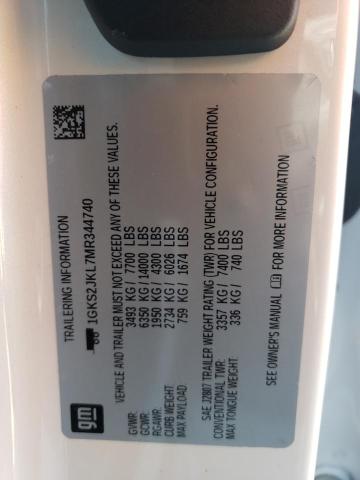 gm
TRAILERING INFORMATION
1GKS2JKL7MR344740
VEHICLE AND TRAILER MUST NOT EXCEED ANY OF THESE VALUES.
GVWR: 3493 KG / 7700 LBS
GCWR: 6350 KG / 14000 LBS
RGAWR: 1950 KG / 4300 LBS
CURB WEIGHT: 2734 KG / 6026 LBS
MAX PAYLOAD: 759 KG / 1674 LBS
SAE J2807 TRAILER WEIGHT RATING (TWR) FOR VEHICLE CONFIGURATION.
CONVENTIONAL TWR: 3357 KG / 7400 LBS
MAX TONGUE WEIGHT: 336 KG / 740 LBS
SEE OWNER'S MANUAL FOR MORE INFORMATION